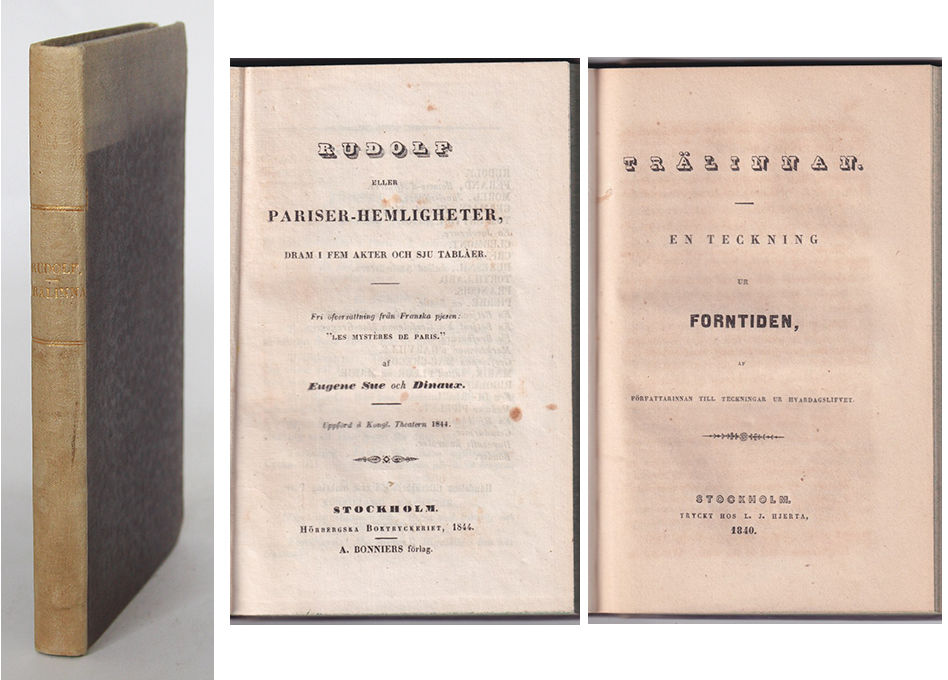 RUDOLF.
TRÄLINNA
RUDOLF
ELLER
PARISER-HEMLIGHETER,
DRAM I FEM AKTER OCH SJU TABLÅER.
Fri öfversättning från Franska pjesen:
"LES MYSTÈRES DE PARIS."
af
Eugene Sue och Dinaux.
Uppförd å Kongl. Theatern 1844.
STOCKHOLM.
HÖRBERGSKA BOKTRYCKERIET, 1844.
A. BONNIERS förlag.
TRÄLINNAN.
EN TECKNING
UR
FORNTIDEN,
AF
FÖRFATTARINNAN TILL TECKNINGAR UR HVARDAGSLIFVET.
STOCKHOLM,
TRYCKT HOS L. J. HJERTA,
1840.